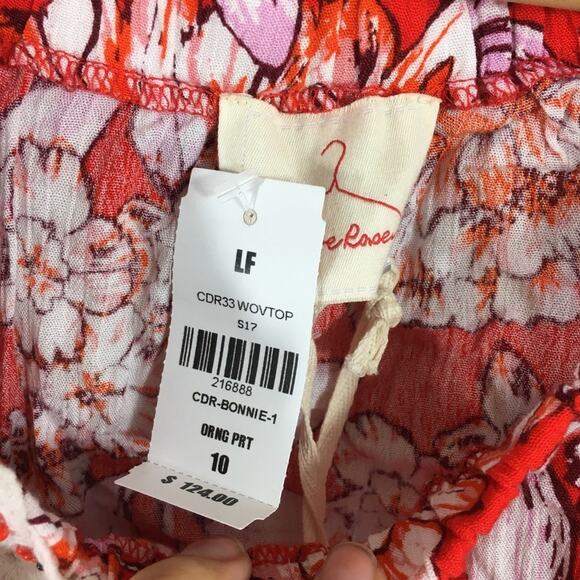 LF
CDR33 WOVTOP
S17
216888
CDR-BONNIE-1
ORNG PRT
10
$ 124.00